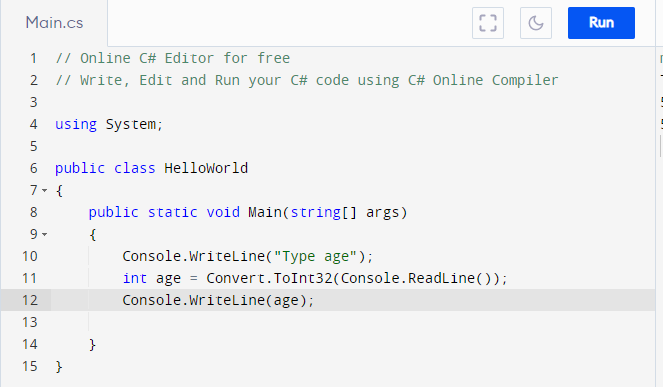 Main.cs
Run
1 // Online C# Editor for free
2 // Write, Edit and Run your C# code using C# Online Compiler
3
4 using System;
5
6 public class HelloWorld
7 {
8 public static void Main(string[] args)
9 {
10 Console.WriteLine("Type age");
11 int age = Convert.ToInt32(Console.ReadLine());
12 Console.WriteLine(age);
13
14 }
15 }